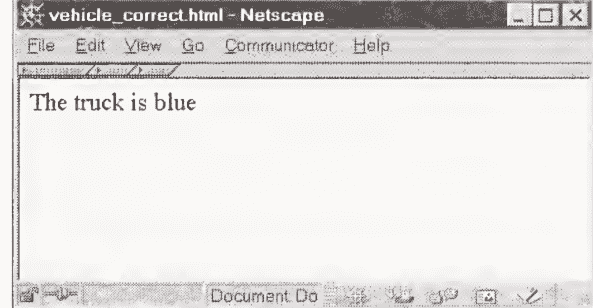 vehicle_correct.html - Netscape
File Edit View Go Communicator Help
The truck is blue
Document Do